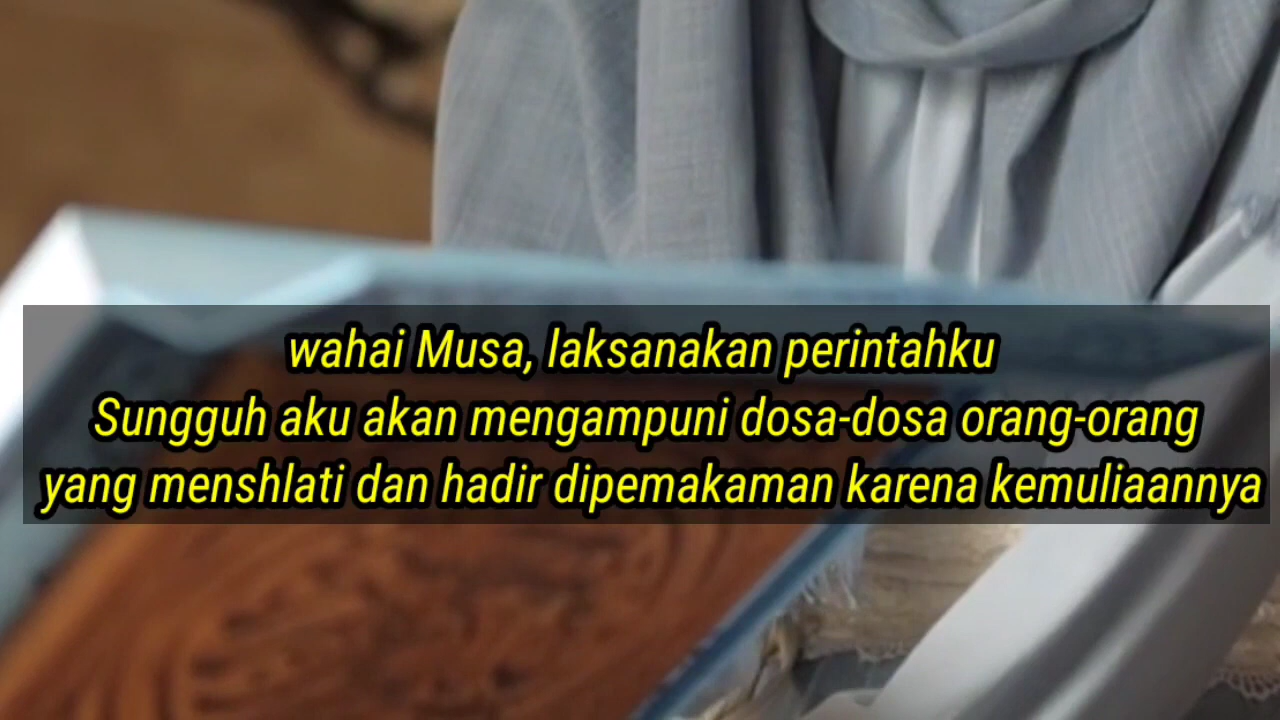 wahai Musa, laksanakan perintahku
Sungguh aku akan mengampuni dosa-dosa orang-orang
yang menshlati dan hadir dipemakaman karena kemuliaannya